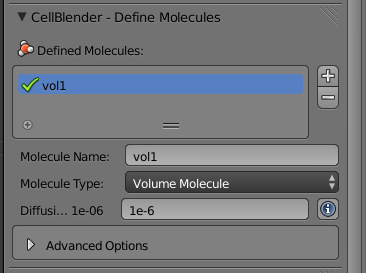 CellBlender - Define Molecules
Defined Molecules:
vol1
Molecule Name: vol1
Molecule Type: Volume Molecule
Diffusi... 1e-06 1e-6
Advanced Options